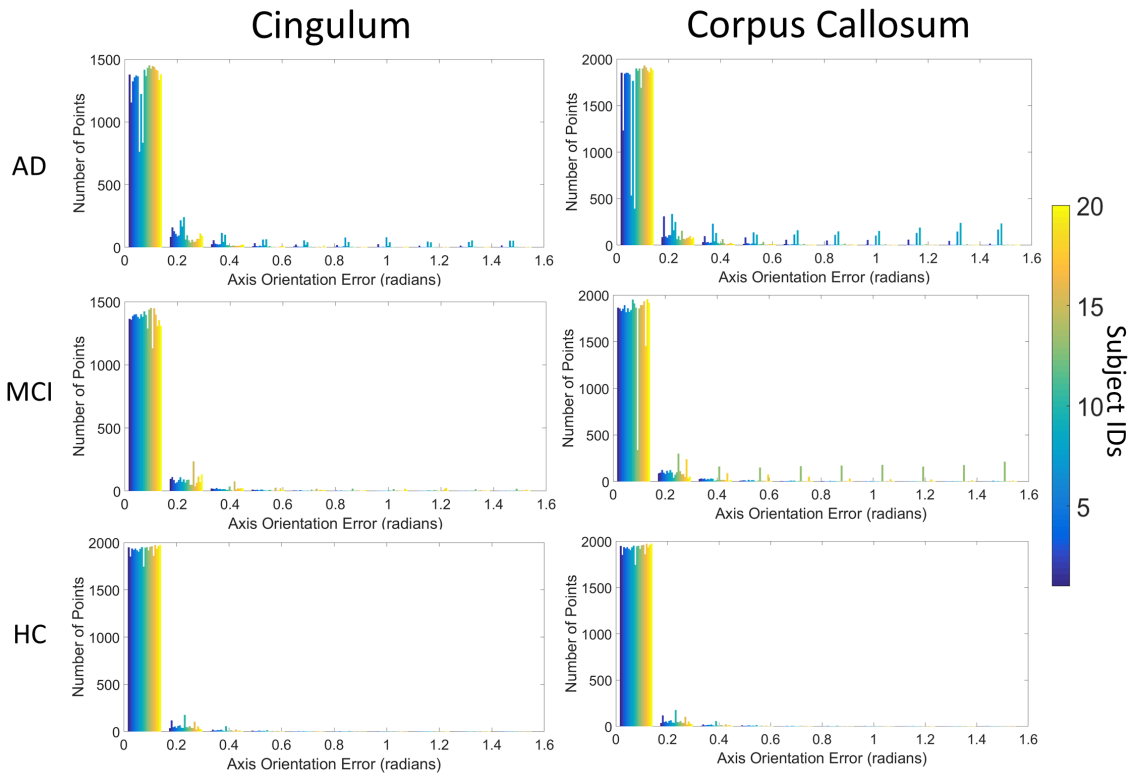 Cingulum
Corpus Callosum
AD
Number of Points
1500
1000
500
0
0 0.2 0.4 0.6 0.8 1 1.2 1.4 1.6
Axis Orientation Error (radians)
Number of Points
2000
1500
1000
500
0
0 0.2 0.4 0.6 0.8 1 1.2 1.4 1.6
Axis Orientation Error (radians)
MCI
Number of Points
1500
1000
500
0
0 0.2 0.4 0.6 0.8 1 1.2 1.4 1.6
Axis Orientation Error (radians)
Number of Points
2000
1500
1000
500
0
0 0.2 0.4 0.6 0.8 1 1.2 1.4 1.6
Axis Orientation Error (radians)
HC
Number of Points
2000
1500
1000
500
0
0 0.2 0.4 0.6 0.8 1 1.2 1.4 1.6
Axis Orientation Error (radians)
Number of Points
2000
1500
1000
500
0
0 0.2 0.4 0.6 0.8 1 1.2 1.4 1.6
Axis Orientation Error (radians)
20
15
10
5
Subject IDs